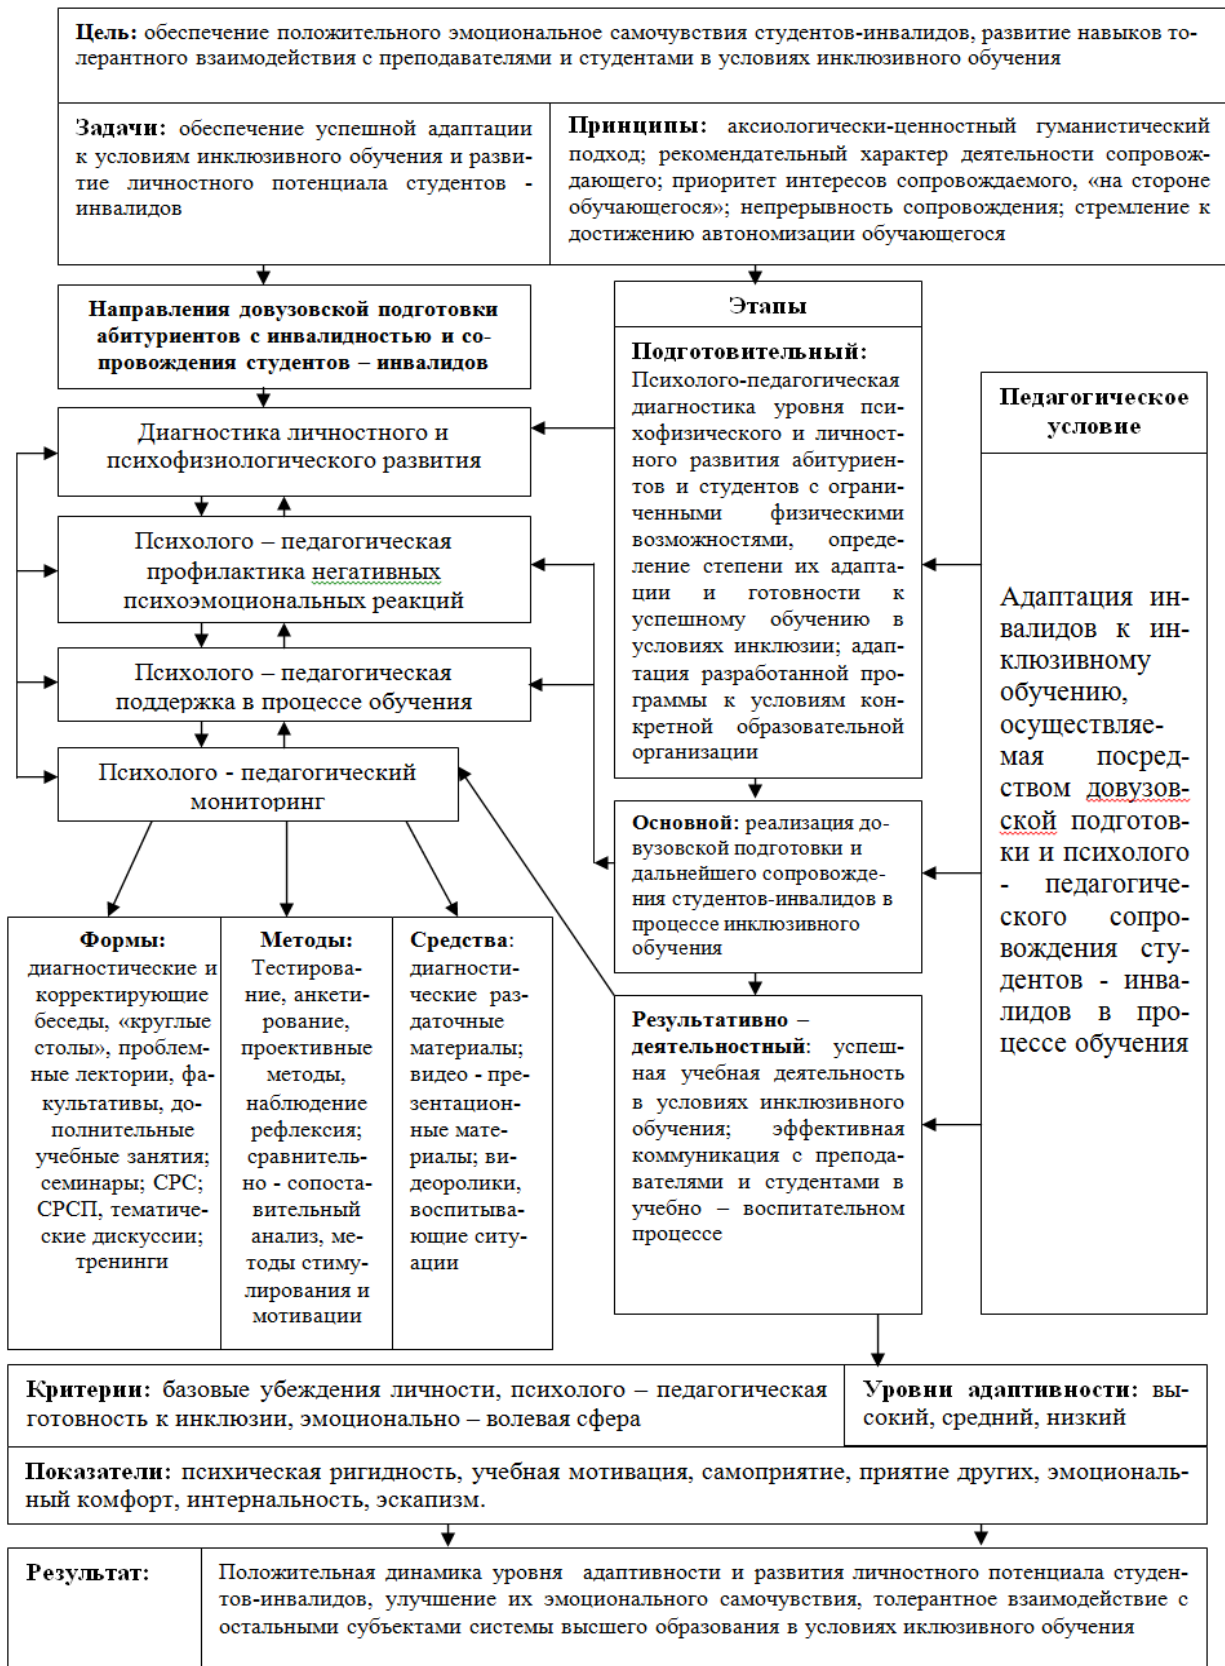 Цель: обеспечение положительного эмоциональное самочувствия студентов-инвалидов, развитие навыков то-
лерантного взаимодействия с преподавателями и студентами в условиях инклюзивного обучения
Задачи: обеспечение успешной адаптации
к условиям инклюзивного обучения и разви-
тие личностного потенциала студентов -
инвалидов
Принципы: аксиологически-ценностный гуманистический
подход; рекомендательный характер деятельности сопровож-
дающего; приоритет интересов сопровождаемого, «на стороне
обучающегося»; непрерывность сопровождения; стремление к
достижению автономизации обучающегося
Направления довузовской подготовки
абитуриентов с инвалидностью и со-
провождения студентов – инвалидов
Диагностика личностного и
психофизиологического развития
Психолого – педагогическая
профилактика негативных
психоэмоциональных реакций
Психолого – педагогическая
поддержка в процессе обучения
Психолого - педагогический
мониторинг
Этапы
Подготовительный:
Психолого-педагогическая
диагностика уровня пси-
хофизического и личност-
ного развития абитуриен-
тов и студентов с ограни-
ченными физическими
возможностями, опреде-
ление степени их адапта-
ции и готовности к
успешному обучению в
условиях инклюзии; адап-
тация разработанной про-
граммы к условиям кон-
кретной образовательной
организации
Основной: реализация до-
вузовской подготовки и
дальнейшего сопровожде-
ния студентов-инвалидов в
процессе инклюзивного
обучения
Результативно –
деятельностный: успеш-
ная учебная деятельность
в условиях инклюзивного
обучения; эффективная
коммуникация с препода-
вателями и студентами в
учебно – воспитательном
процессе
Педагогическое
условие
Адаптация ин-
валидов к ин-
клюзивному
обучению,
осуществляе-
мая посред-
ством довузов-
ской подготов-
ки и психолого
- педагогиче-
ского сопро-
вождения сту-
дентов - инва-
лидов в про-
цессе обучения
Формы:
диагностические и
корректирующие
беседы, «круглые
столы», проблем-
ные лектории, фа-
культативы, до-
полнительные
учебные занятия;
семинары; СРС;
СРСП, тематиче-
ские дискуссии;
тренинги
Методы:
Тестирова-
ние, анкети-
рование,
проективные
методы,
наблюдение
рефлексия;
сравнитель-
но - сопоста-
вительный
анализ, ме-
тоды стиму-
лирования и
мотивации
Средства:
диагности-
ческие раз-
даточные
материалы;
видео - пре-
зентацион-
ные мате-
риалы; ви-
деоролики,
воспитыва-
ющие ситу-
ации
Критерии: базовые убеждения личности, психолого – педагогическая
готовность к инклюзии, эмоционально – волевая сфера
Уровни адаптивности: вы-
сокий, средний, низкий
Показатели: психическая ригидность, учебная мотивация, самоприятие, приятие других, эмоциональ-
ный комфорт, интернальность, эскапизм.
Результат:
Положительная динамика уровня адаптивности и развития личностного потенциала студен-
тов-инвалидов, улучшение их эмоционального самочувствия, толерантное взаимодействие с
остальными субъектами системы высшего образования в условиях иклюзивного обучения